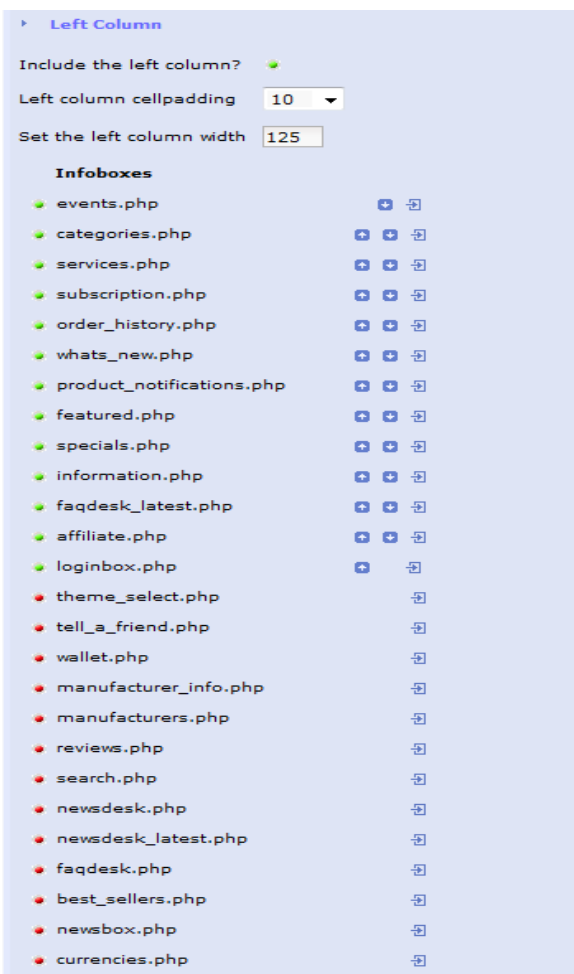 Left Column
Include the left column?
Left column cellpadding 10
Set the left column width 125
Infoboxes
events.php
categories.php
services.php
subscription.php
order_history.php
whats_new.php
product_notifications.php
featured.php
specials.php
information.php
faqdesk_latest.php
affiliate.php
loginbox.php
theme_select.php
tell_a_friend.php
wallet.php
manufacturer_info.php
manufacturers.php
reviews.php
search.php
newsdesk.php
newsdesk_latest.php
faqdesk.php
best_sellers.php
newsbox.php
currencies.php